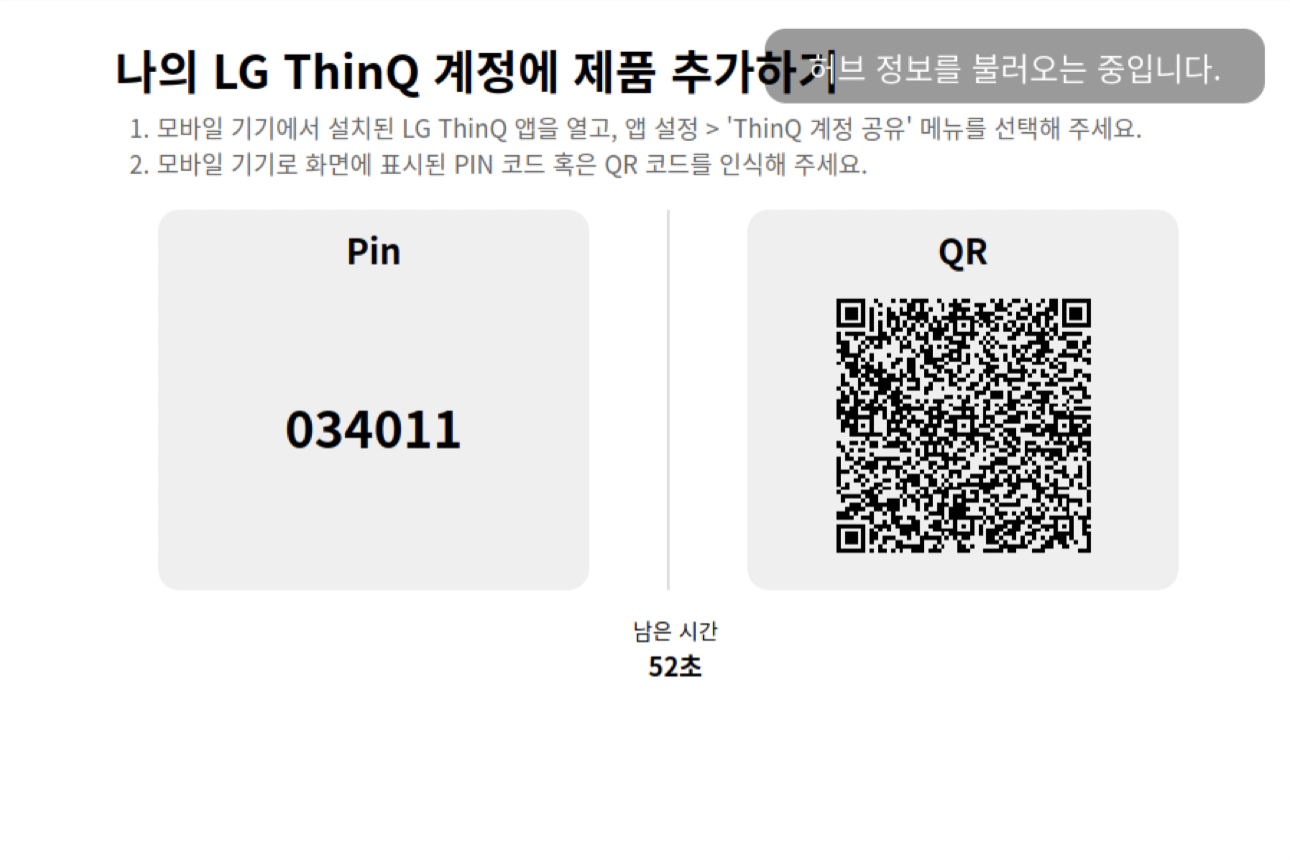 나의 LG ThinQ 계정에 제품 추가하기
허브 정보를 불러오는 중입니다.
1. 모바일 기기에서 설치된 LG ThinQ 앱을 열고, 앱 설정 > 'ThinQ 계정 공유' 메뉴를 선택해 주세요.
2. 모바일 기기로 화면에 표시된 PIN 코드 혹은 QR 코드를 인식해 주세요.
Pin
034011
QR
남은 시간
52초